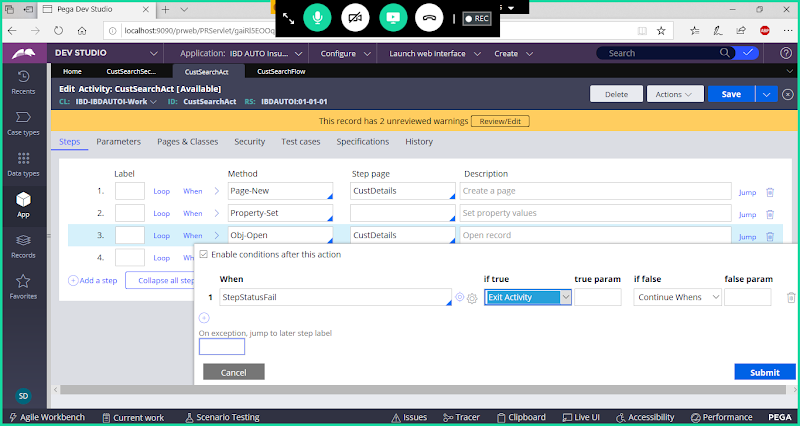 Pega Dev Studio
REC
localhost:9090/prweb/PRServlet/gaiRl5EOOq
DEV STUDIO Application: IBD AUTO Insu... Configure Launch web interface Create Search
Home CustSearchSec... CustSearchAct CustSearchFlow
Recents
Case types
Data types
App
Records
Favorites
SD
Edit Activity: CustSearchAct [Available]
CL: IBD-IBDAUTOI-Work ID: CustSearchAct RS: IBDAUTOI:01-01-01
Delete Actions Save
This record has 2 unreviewed warnings Review/Edit
Steps Parameters Pages & Classes Security Test cases Specifications History
Label Method Step page Description
1. Loop When Page-New CustDetails Create a page Jump
2. Loop When Property-Set Set property values Jump
3. Loop When Obj-Open CustDetails Open record Jump
4. Loop When
Add a step Collapse all step
Enable conditions after this action
When if true true param if false false param
1 StepStatusFail Exit Activity Continue Whens
On exception, jump to later step label
Cancel Submit
Agile Workbench Current work Scenario Testing Issues Tracer Clipboard Live UI Accessibility Performance PEGA